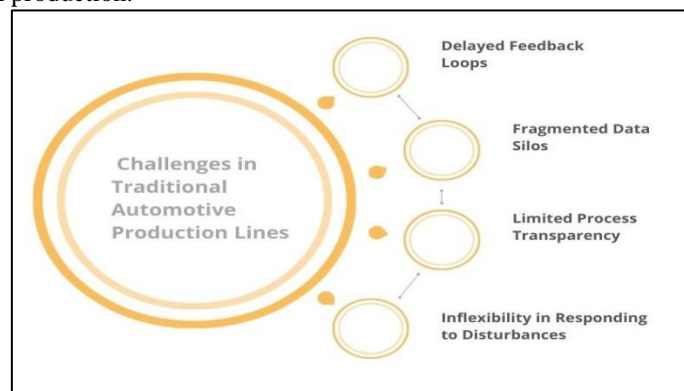 production.
Delayed Feedback
Loops
Fragmented Data
Silos
Challenges in
Traditional
Automotive
Production Lines
Limited Process
Transparency
Inflexibility in Responding
to Disturbances